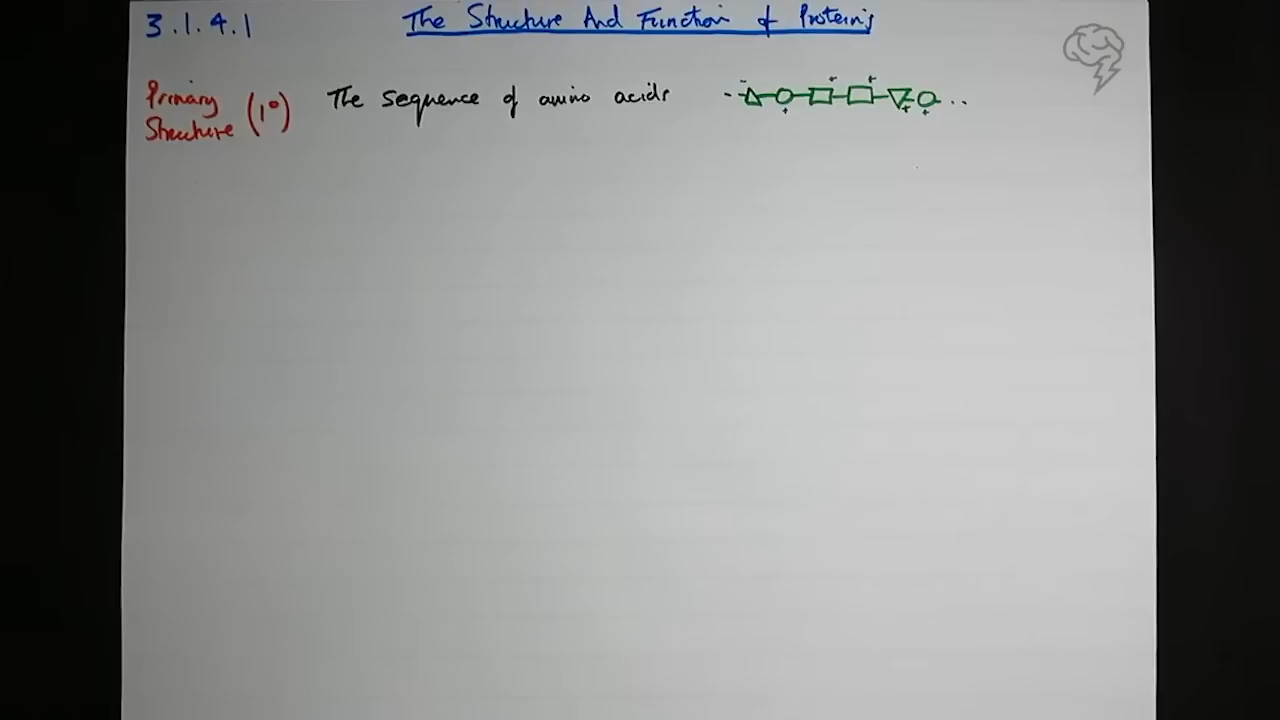 3.1.4.1 The Structure And Function of Proteins
Primary Structure (1°) The sequence of amino acids